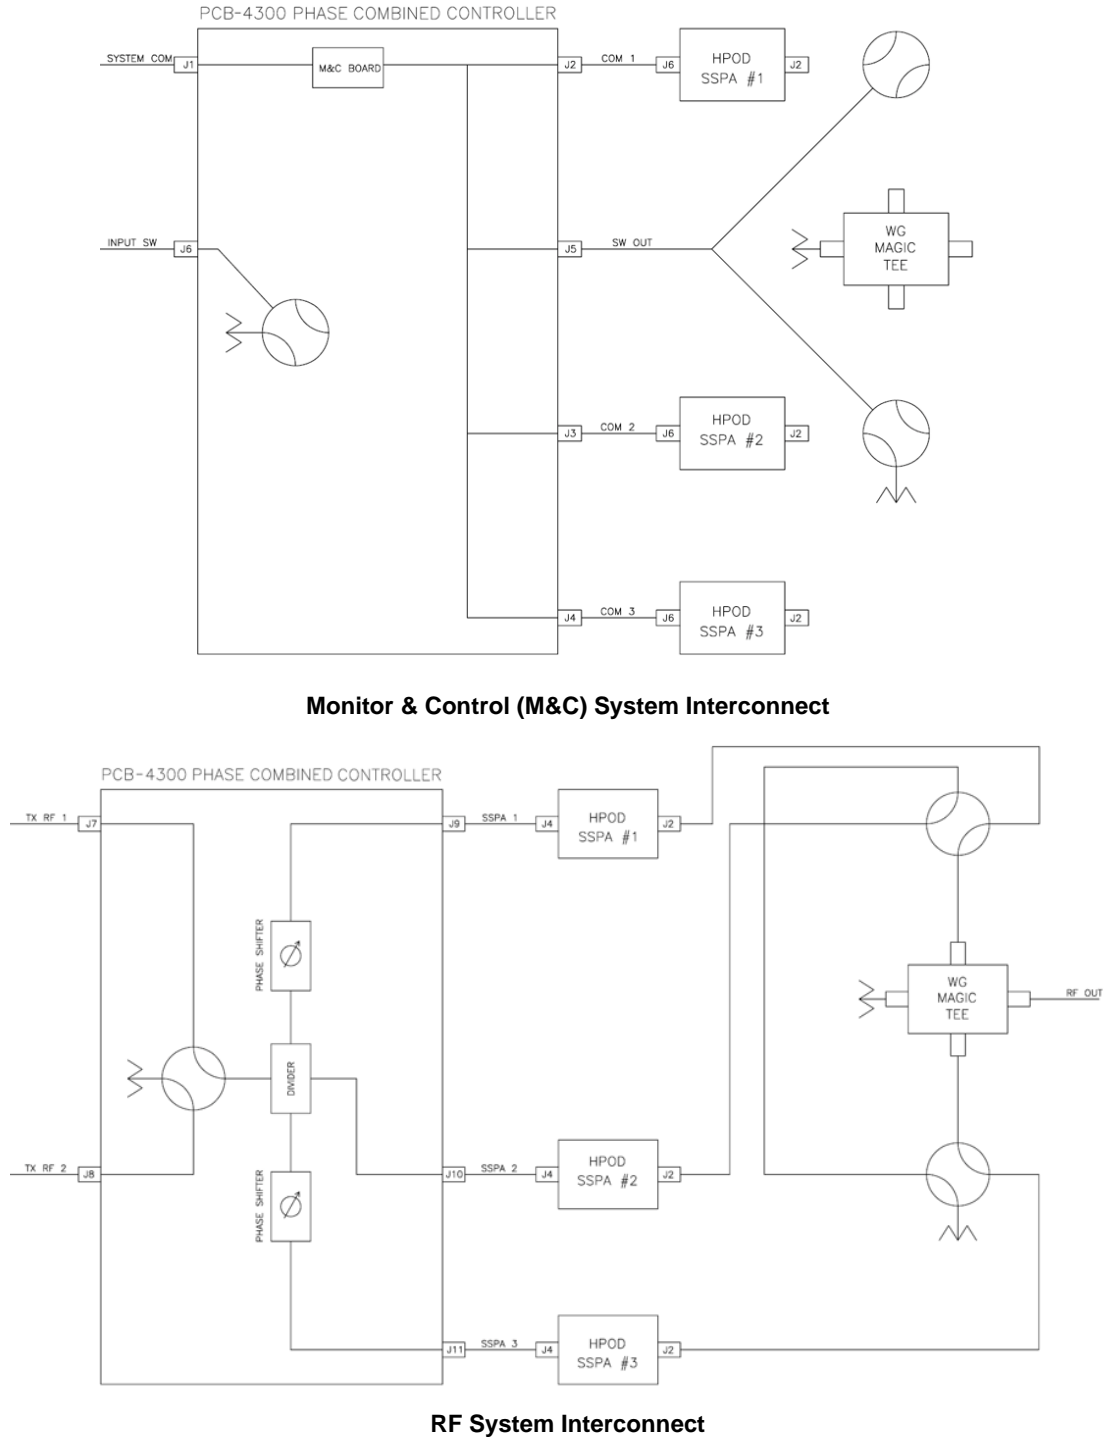 PCB-4300 PHASE COMBINED CONTROLLER
SYSTEM COM
J1
M&C BOARD
J2
COM 1
J6
HPOD
SSPA #1
J2
INPUT SW
J6
J5
SW OUT
WG
MAGIC
TEE
J3
COM 2
J6
HPOD
SSPA #2
J2
J4
COM 3
J6
HPOD
SSPA #3
J2
Monitor & Control (M&C) System Interconnect
PCB-4300 PHASE COMBINED CONTROLLER
TX RF 1
J7
J9
SSPA 1
J4
HPOD
SSPA #1
J2
PHASE SHIFTER
WG
MAGIC
TEE
RF OUT
DIVIDER
TX RF 2
J8
PHASE SHIFTER
J10
SSPA 2
J4
HPOD
SSPA #2
J2
J11
SSPA 3
J4
HPOD
SSPA #3
J2
RF System Interconnect